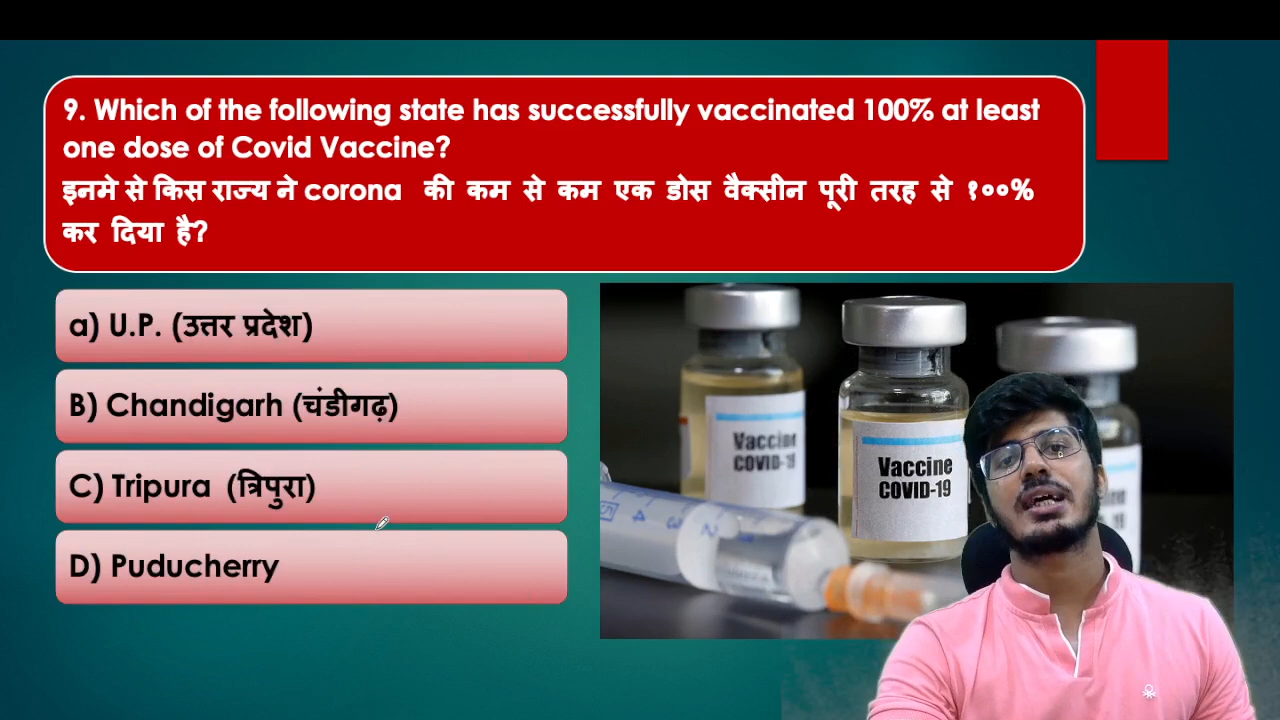 9. Which of the following state has successfully vaccinated 100% at least
one dose of Covid Vaccine?
इनमे से किस राज्य ने corona की कम से कम एक डोस वैक्सीन पूरी तरह से १००%
कर दिया है?
a) U.P. (उत्तर प्रदेश)
B) Chandigarh (चंडीगढ़)
C) Tripura (त्रिपुरा)
D) Puducherry
Vaccine
COVID-19
Vaccine
COVID-19